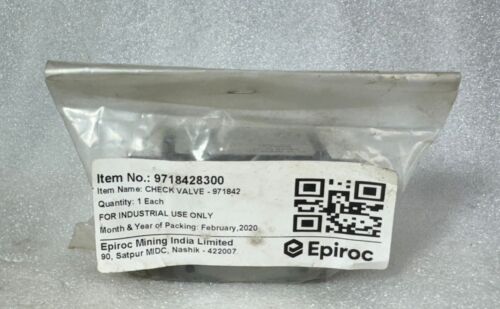 Item No.: 9718428300
Item Name: CHECK VALVE - 971842
Quantity: 1 Each
FOR INDUSTRIAL USE ONLY
Month & Year of Packing: February,2020
Epiroc Mining India Limited
90, Satpur MIDC, Nashik - 422007
Epiroc